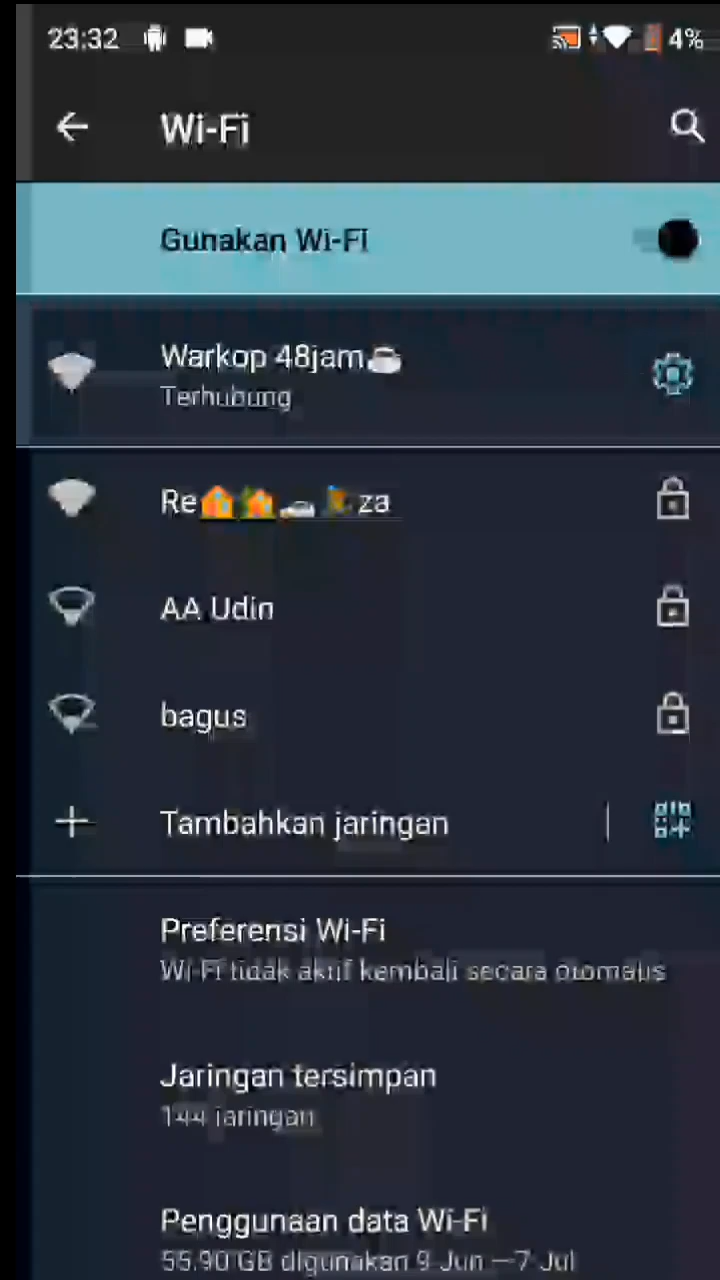 23:32 4%
Wi-Fi
Gunakan Wi-Fi
Warkop 48jam☕
Terhubung
Re🏠🏡🚗 za
AA Udin
bagus
Tambahkan jaringan
Preferensi Wi-Fi
Wi-Fi tidak aktif kembali secara otomatis
Jaringan tersimpan
144 jaringan
Penggunaan data Wi-Fi
55.90 GB digunakan 9 Jun – 7 Jul